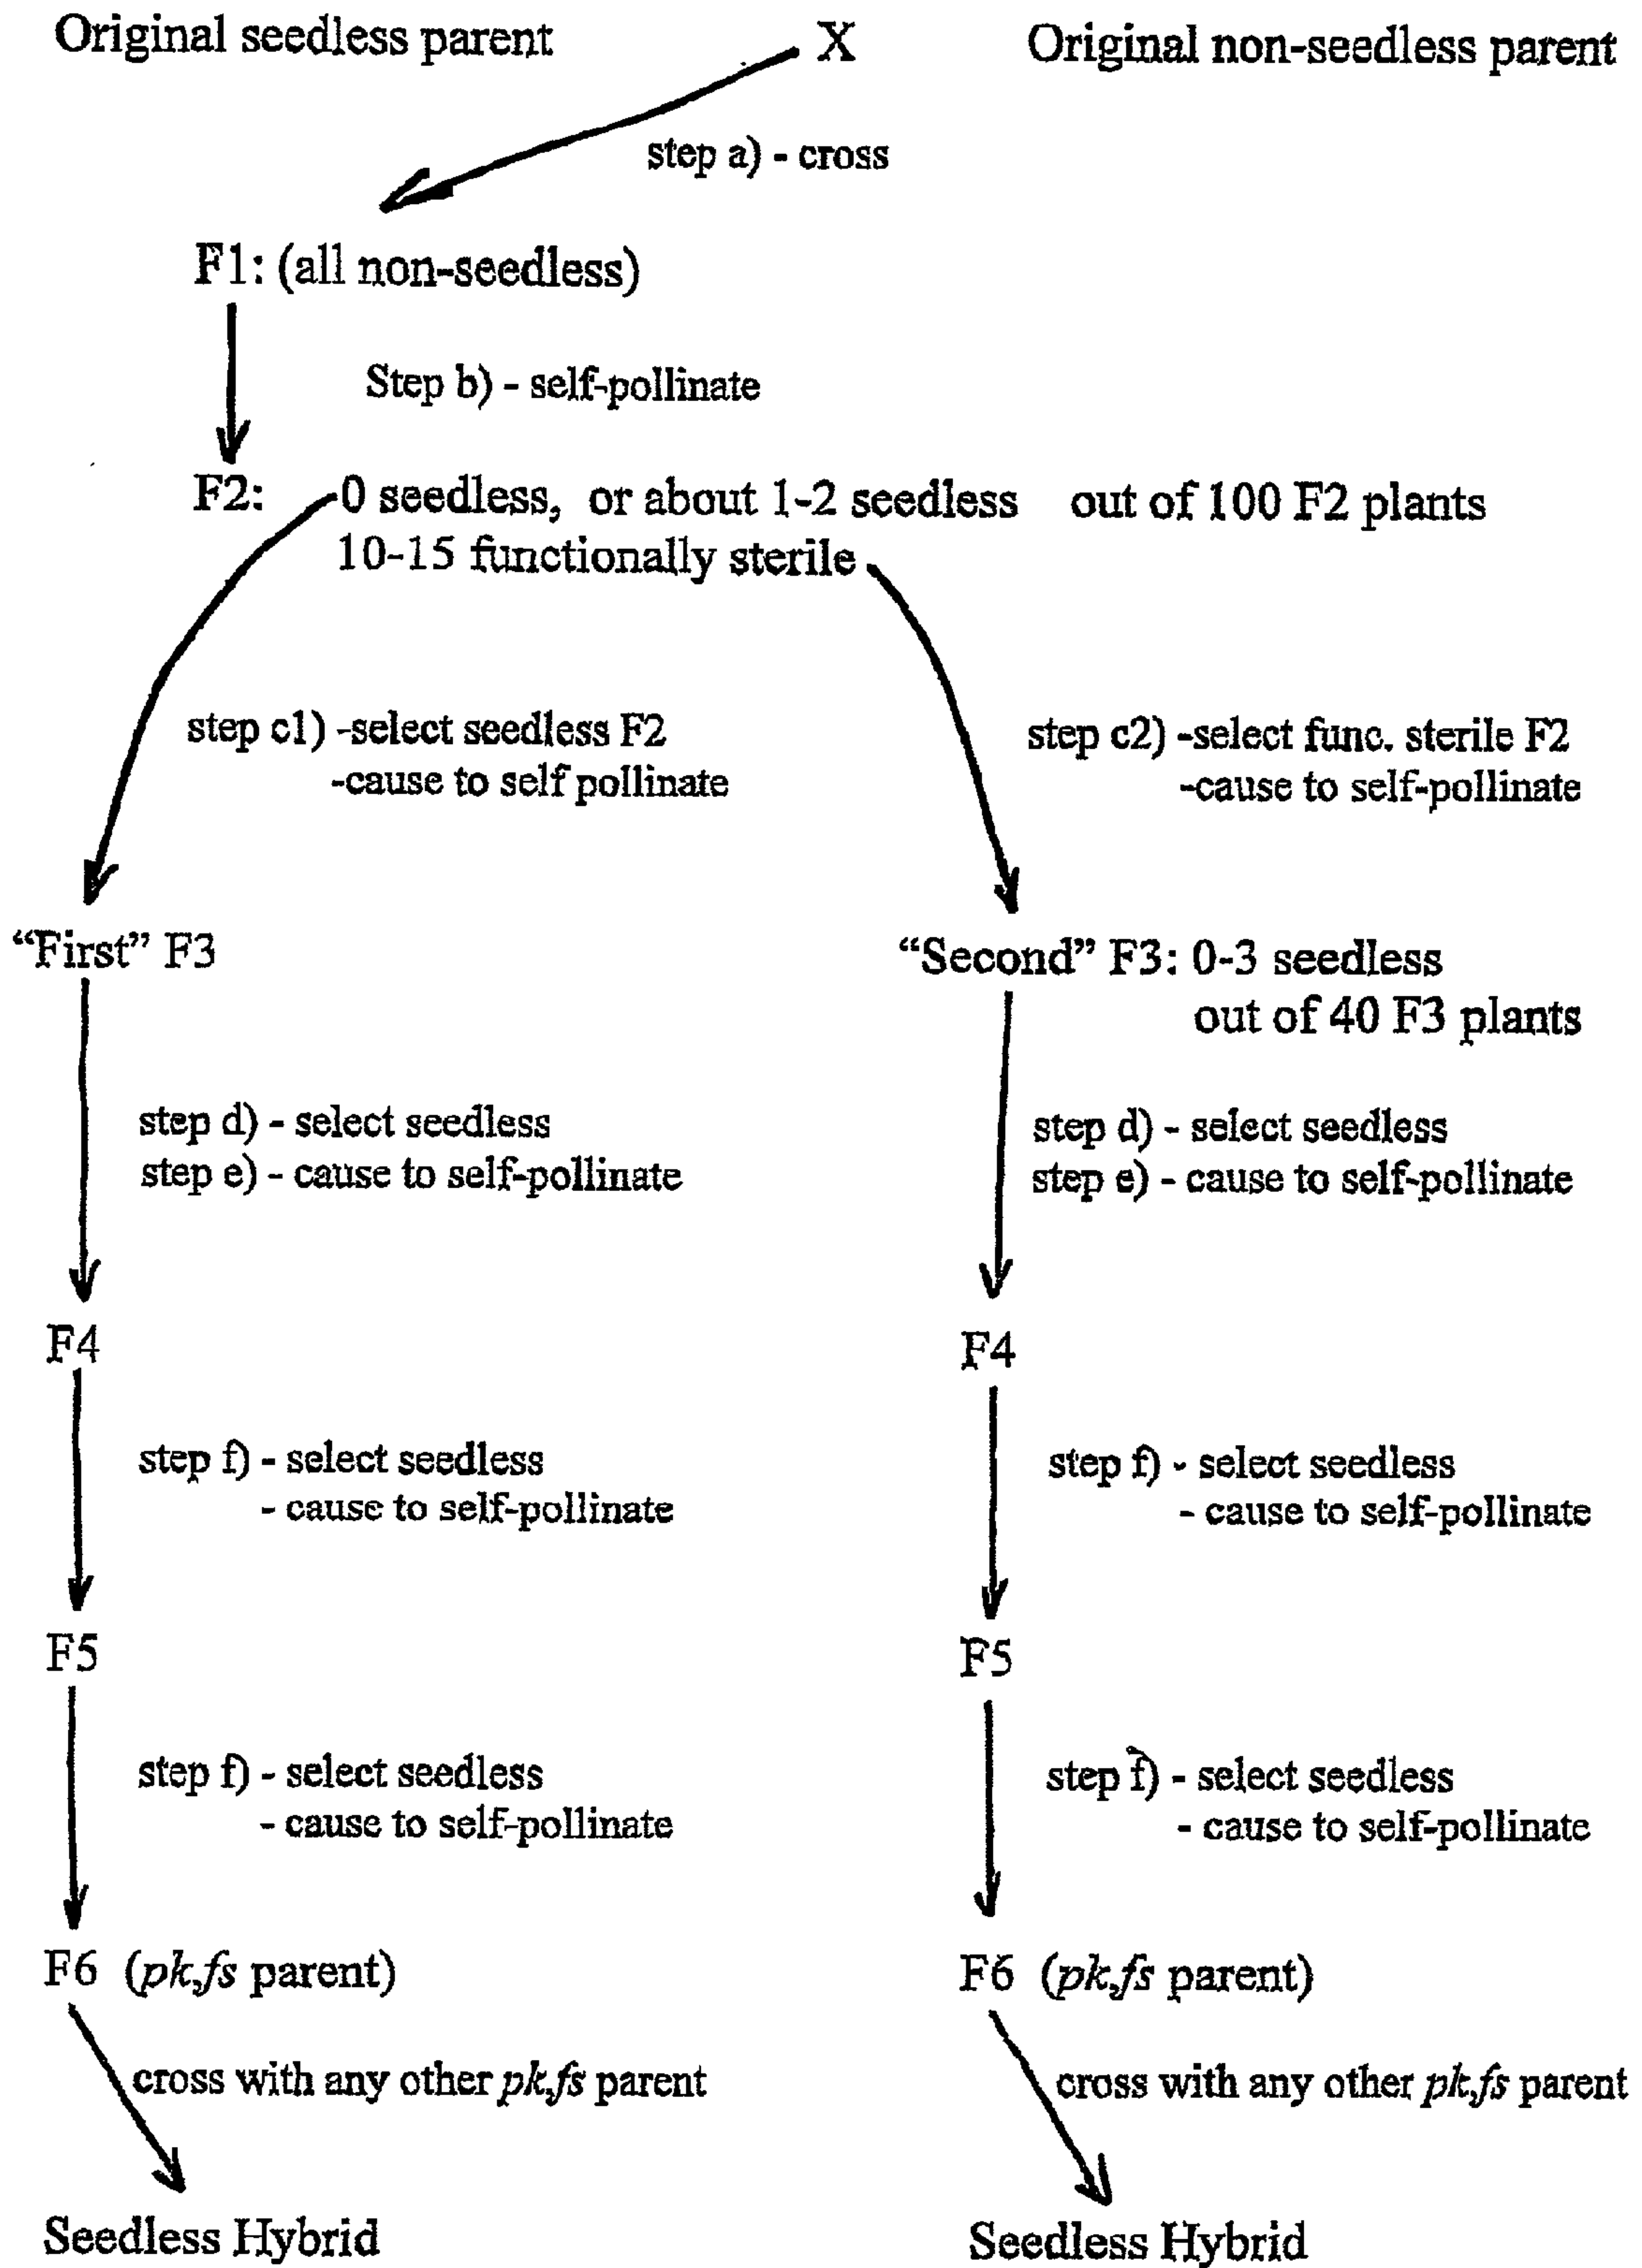 Original seedless parent X Original non-seedless parent
step a) - cross
F1: (all non-seedless)
Step b) - self-pollinate
F2: 0 seedless, or about 1-2 seedless out of 100 F2 plants
10-15 functionally sterile
step c1) -select seedless F2
-cause to self pollinate
step c2) -select func. sterile F2
-cause to self-pollinate
“First” F3
“Second” F3: 0-3 seedless
out of 40 F3 plants
step d) - select seedless
step e) - cause to self-pollinate
step d) - select seedless
step e) - cause to self-pollinate
F4
F4
step f) - select seedless
- cause to self-pollinate
step f) - select seedless
- cause to self-pollinate
F5
F5
step f) - select seedless
- cause to self-pollinate
step f) - select seedless
- cause to self-pollinate
F6 (pk,fs parent)
F6 (pk,fs parent)
cross with any other pk,fs parent
cross with any other pk,fs parent
Seedless Hybrid
Seedless Hybrid